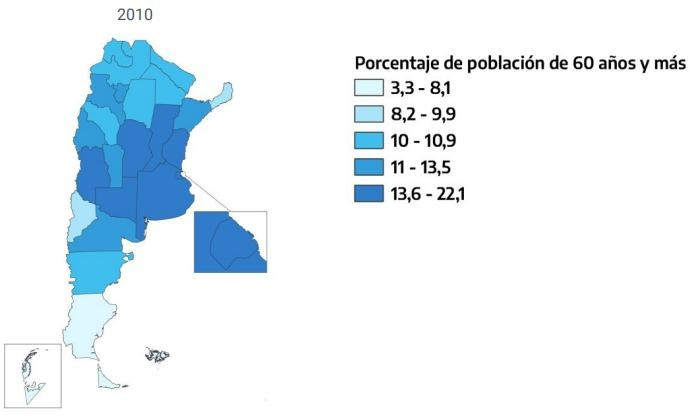 2010
Porcentaje de población de 60 años y más
3,3 - 8,1
8,2 - 9,9
10 - 10,9
11 - 13,5
13,6 - 22,1